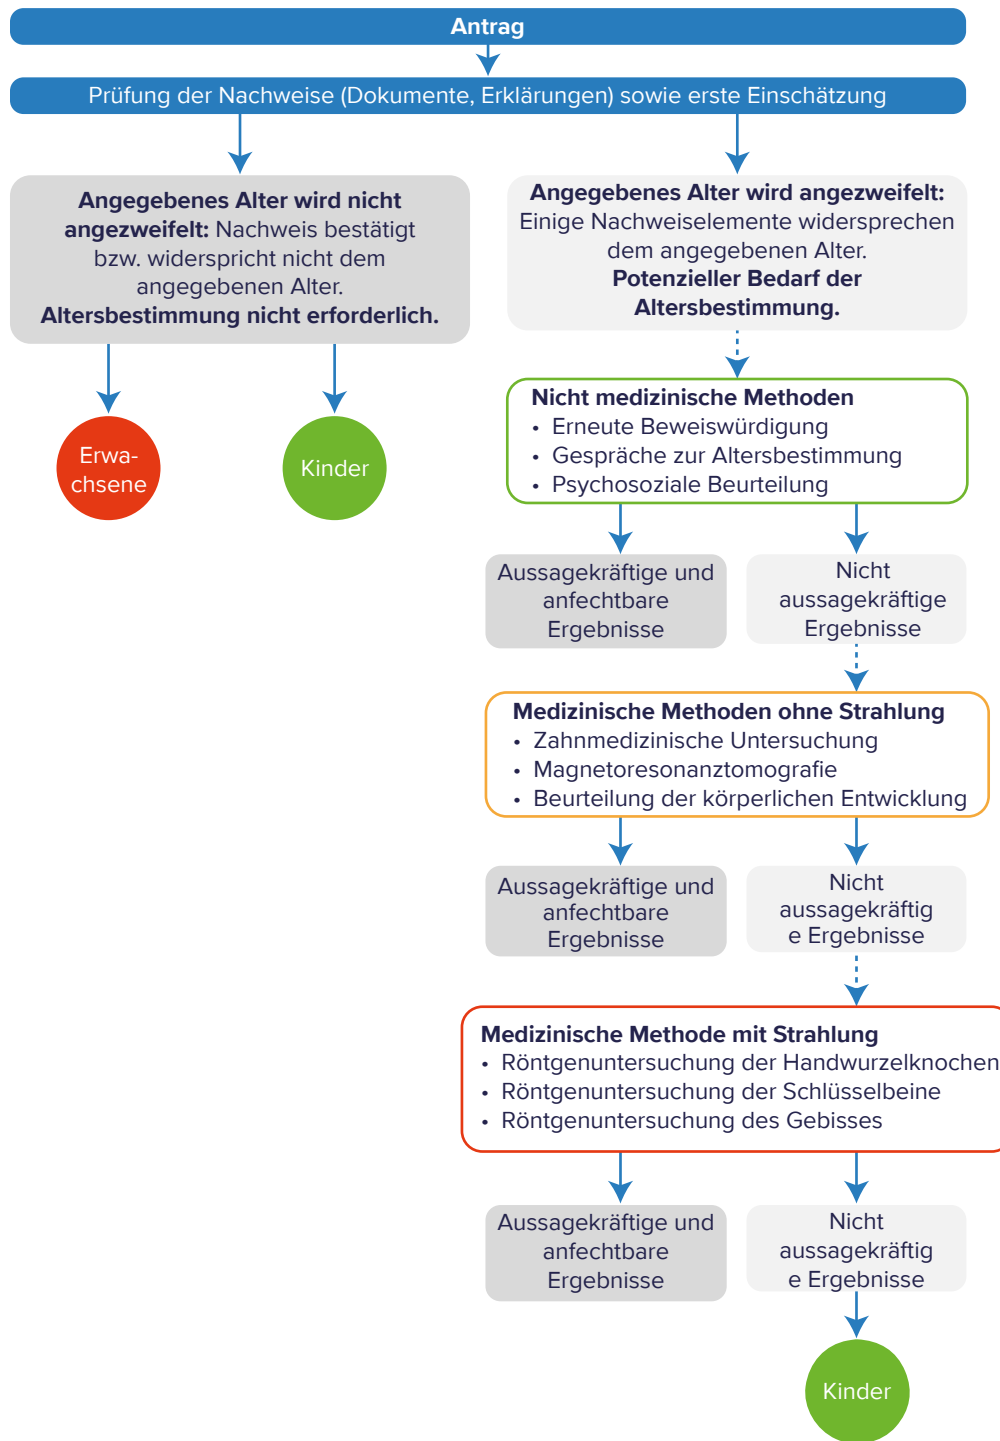 Antrag
Prüfung der Nachweise (Dokumente, Erklärungen) sowie erste Einschätzung
Angegebenes Alter wird nicht
angezweifelt: Nachweis bestätigt
bzw. widerspricht nicht dem
angegebenen Alter.
Altersbestimmung nicht erforderlich.
Erwa-
chsene
Kinder
Angegebenes Alter wird angezweifelt:
Einige Nachweiselemente widersprechen
dem angegebenen Alter.
Potenzieller Bedarf der
Altersbestimmung.
Nicht medizinische Methoden
• Erneute Beweiswürdigung
• Gespräche zur Altersbestimmung
• Psychosoziale Beurteilung
Aussagekräftige und
anfechtbare
Ergebnisse
Nicht
aussagekräftige
Ergebnisse
Medizinische Methoden ohne Strahlung
• Zahnmedizinische Untersuchung
• Magnetoresonanztomografie
• Beurteilung der körperlichen Entwicklung
Aussagekräftige und
anfechtbare
Ergebnisse
Nicht
aussagekräftig
e Ergebnisse
Medizinische Methode mit Strahlung
• Röntgenuntersuchung der Handwurzelknochen
• Röntgenuntersuchung der Schlüsselbeine
• Röntgenuntersuchung des Gebisses
Aussagekräftige und
anfechtbare
Ergebnisse
Nicht
aussagekräftig
e Ergebnisse
Kinder